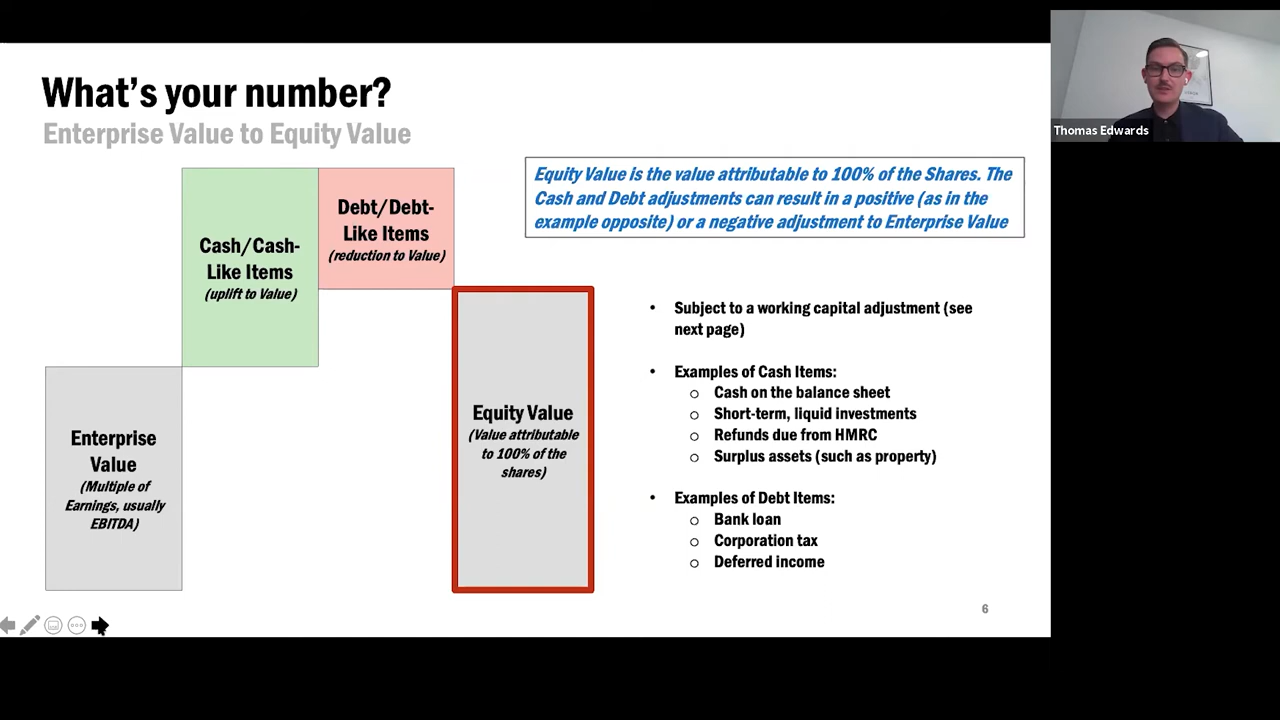 What's your number?
Enterprise Value to Equity Value
Cash/Cash-
Like Items
(uplift to Value)
Debt/Debt-
Like Items
(reduction to Value)
Enterprise
Value
(Multiple of
Earnings, usually
EBITDA)
Equity Value
(Value attributable
to 100% of the
shares)
Equity Value is the value attributable to 100% of the Shares. The
Cash and Debt adjustments can result in a positive (as in the
example opposite) or a negative adjustment to Enterprise Value
• Subject to a working capital adjustment (see
next page)
• Examples of Cash Items:
o Cash on the balance sheet
o Short-term, liquid investments
o Refunds due from HMRC
o Surplus assets (such as property)
• Examples of Debt Items:
o Bank loan
o Corporation tax
o Deferred income
6
Thomas Edwards